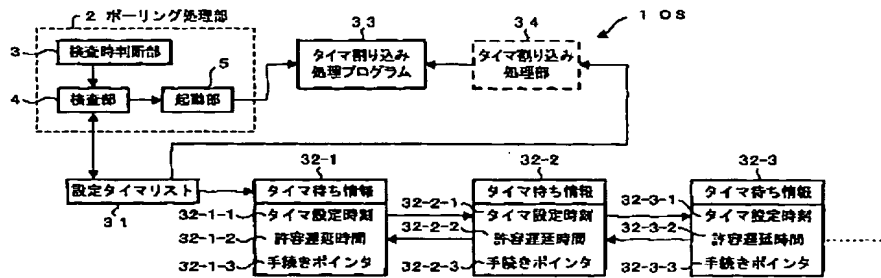 2 ポーリング処理部
33
34
1 OS
3
検査時判断部
5
タイマ割り込み
処理プログラム
タイマ割り込み
処理部
4
検査部
起動部
32-1
32-2
32-3
設定タイマリスト
31
タイマ待ち情報
タイマ待ち情報
タイマ待ち情報
32-1-1
タイマ設定時刻
32-2-1
タイマ設定時刻
32-3-1
タイマ設定時刻
32-1-2
許容遅延時間
32-2-2
許容遅延時間
32-3-2
許容遅延時間
32-1-3
手続きポインタ
32-2-3
手続きポインタ
32-3-3
手続きポインタ